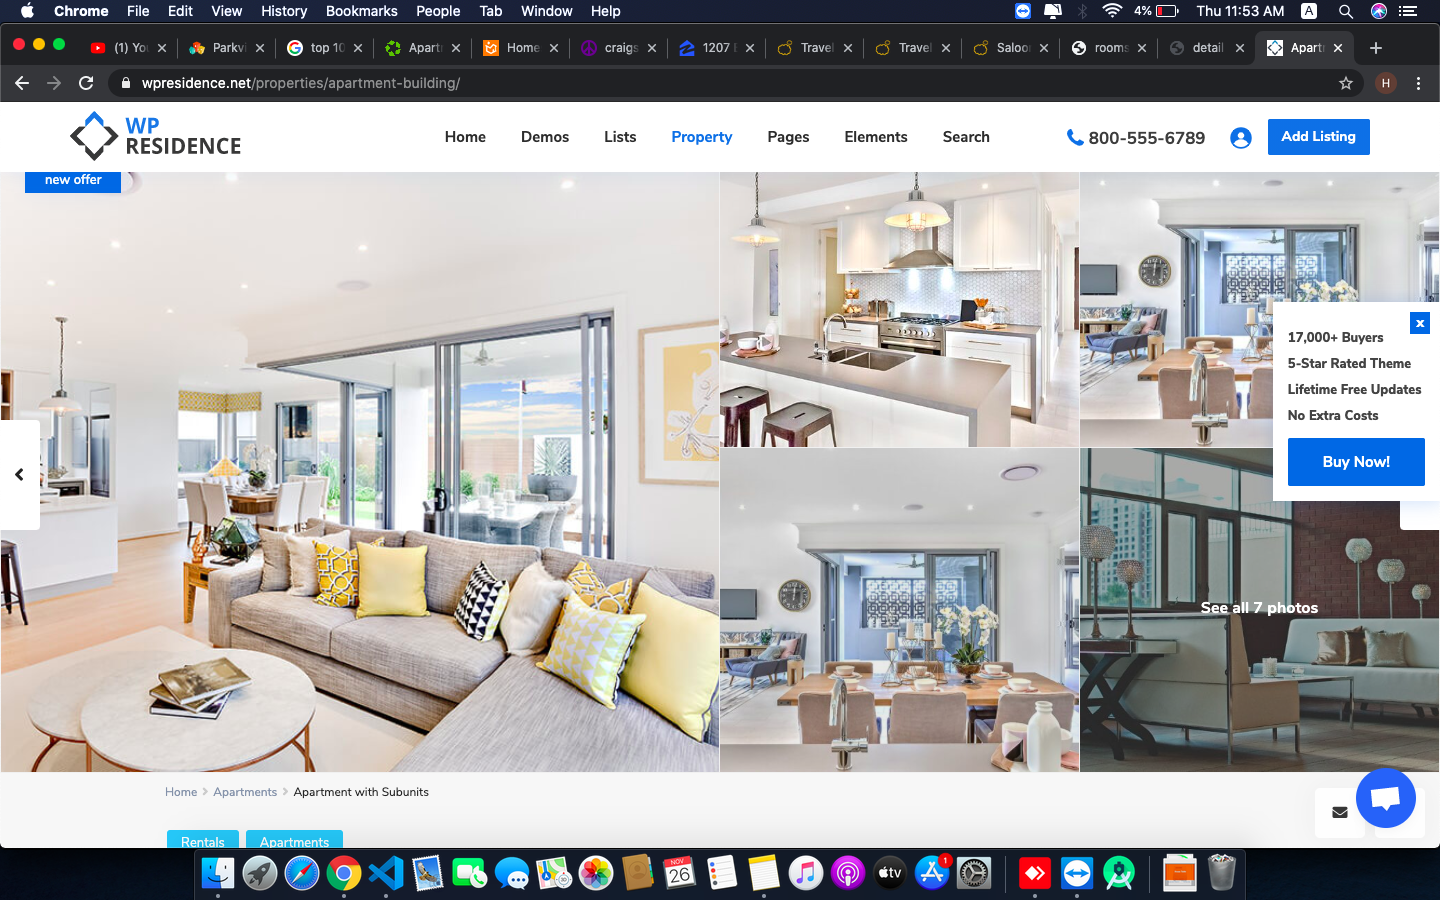 Chrome File Edit View History Bookmarks People Tab Window Help
4% Thu 11:53 AM A
(1) Yo Parkvi top 10 Apart Home craigs 1207 Travel Travel Saloo rooms detail Apart
wpresidence.net/properties/apartment-building/ H
WP
RESIDENCE
Home Demos Lists Property Pages Elements Search 800-555-6789 Add Listing
new offer
x
17,000+ Buyers
5-Star Rated Theme
Lifetime Free Updates
No Extra Costs
Buy Now!
See all 7 photos
Home > Apartments > Apartment with Subunits
Rentals Apartments
NOV
26
tv
1